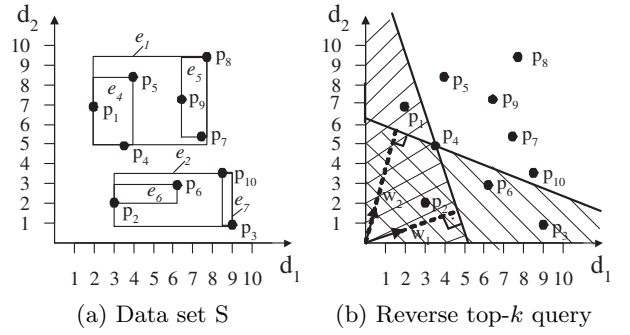 d2
10
9
8
7
6
5
4
3
2
1
1 2 3 4 5 6 7 8 9 10
d1
e1
p8
e4
p5
e5
p1
p9
p7
p4
e2
p10
e6
p6
p2
e7
p3
(a) Data set S
d2
10
9
8
7
6
5
4
3
2
1
1 2 3 4 5 6 7 8 9 10
d1
p8
p5
p9
p1
p7
p4
p10
p6
p2
w2
w1
p3
(b) Reverse top-k query